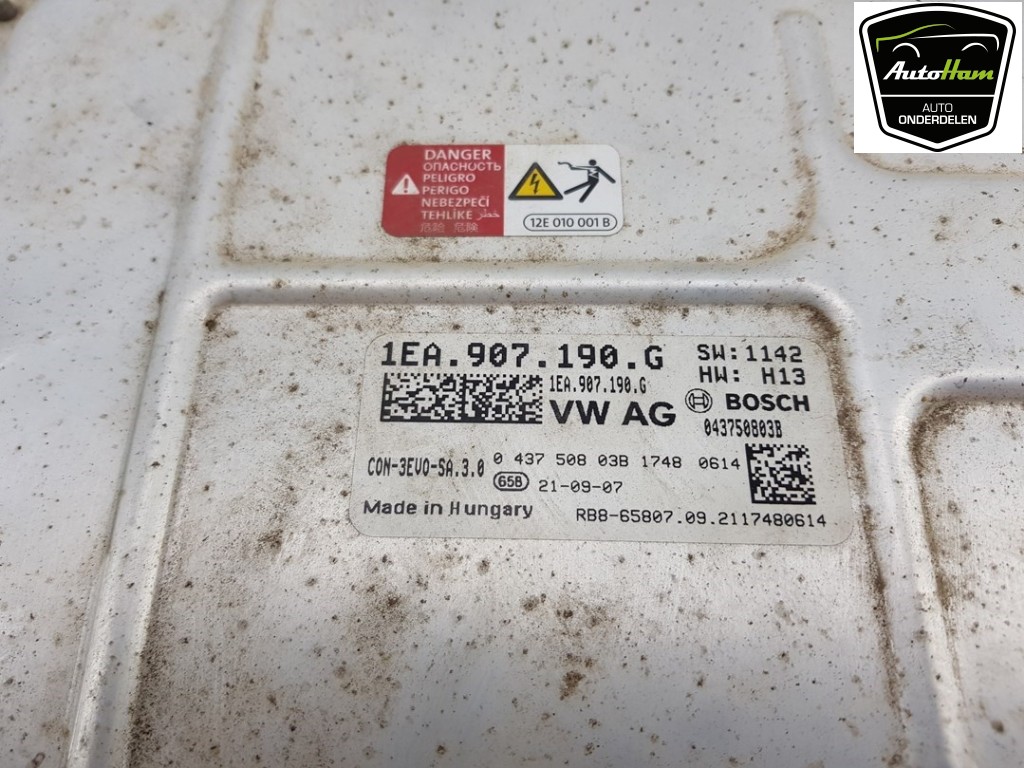 AutoHam
AUTO
ONDERDELEN
DANGER
ОПАСНОСТЬ
PELIGRO
PERIGO
NEBEZPEČÍ
TEHLİKE خطر
危險 危険
12E 010 001 B
1EA.907.190.G
SW:1142
HW: H13
1EA.907.190.G
VW AG
BOSCH
043750803B
CON-3EVO-SA.3.0
0 437 508 03B 1748 0614
65B 21-09-07
Made in Hungary
RB8-65807.09.2117480614